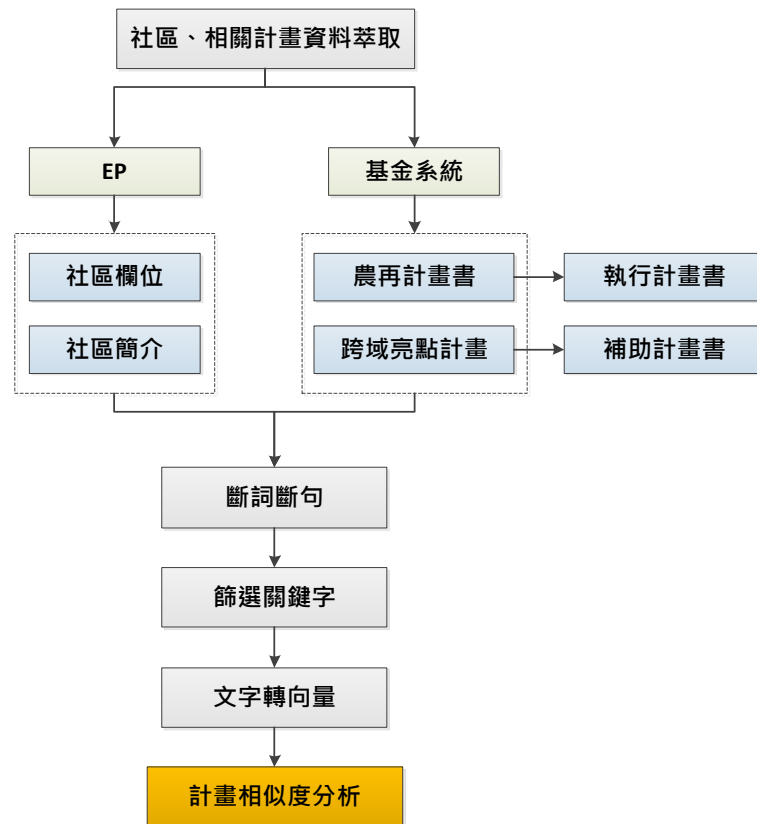 社區、相關計畫資料萃取
EP
基金系統
社區欄位
農再計畫書
執行計畫書
社區簡介
跨域亮點計畫
補助計畫書
斷詞斷句
篩選關鍵字
文字轉向量
計畫相似度分析